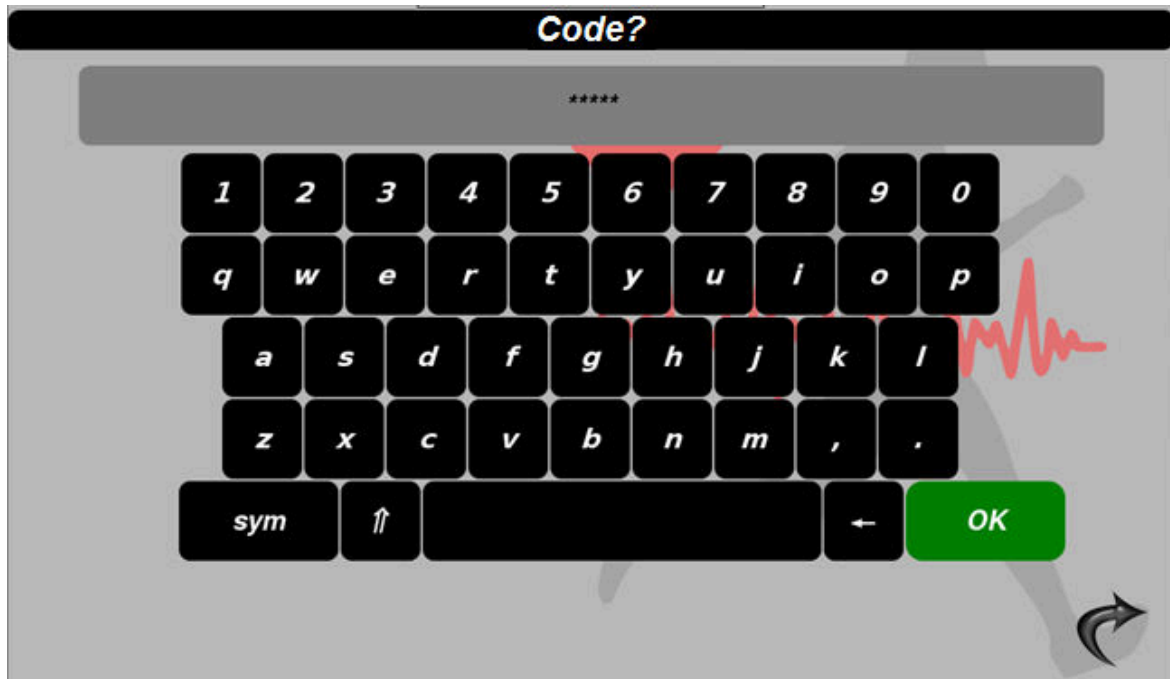 Code?
*****
1 2 3 4 5 6 7 8 9 0
q w e r t y u i o p
a s d f g h j k l
z x c v b n m , .
sym ⇑ ← OK